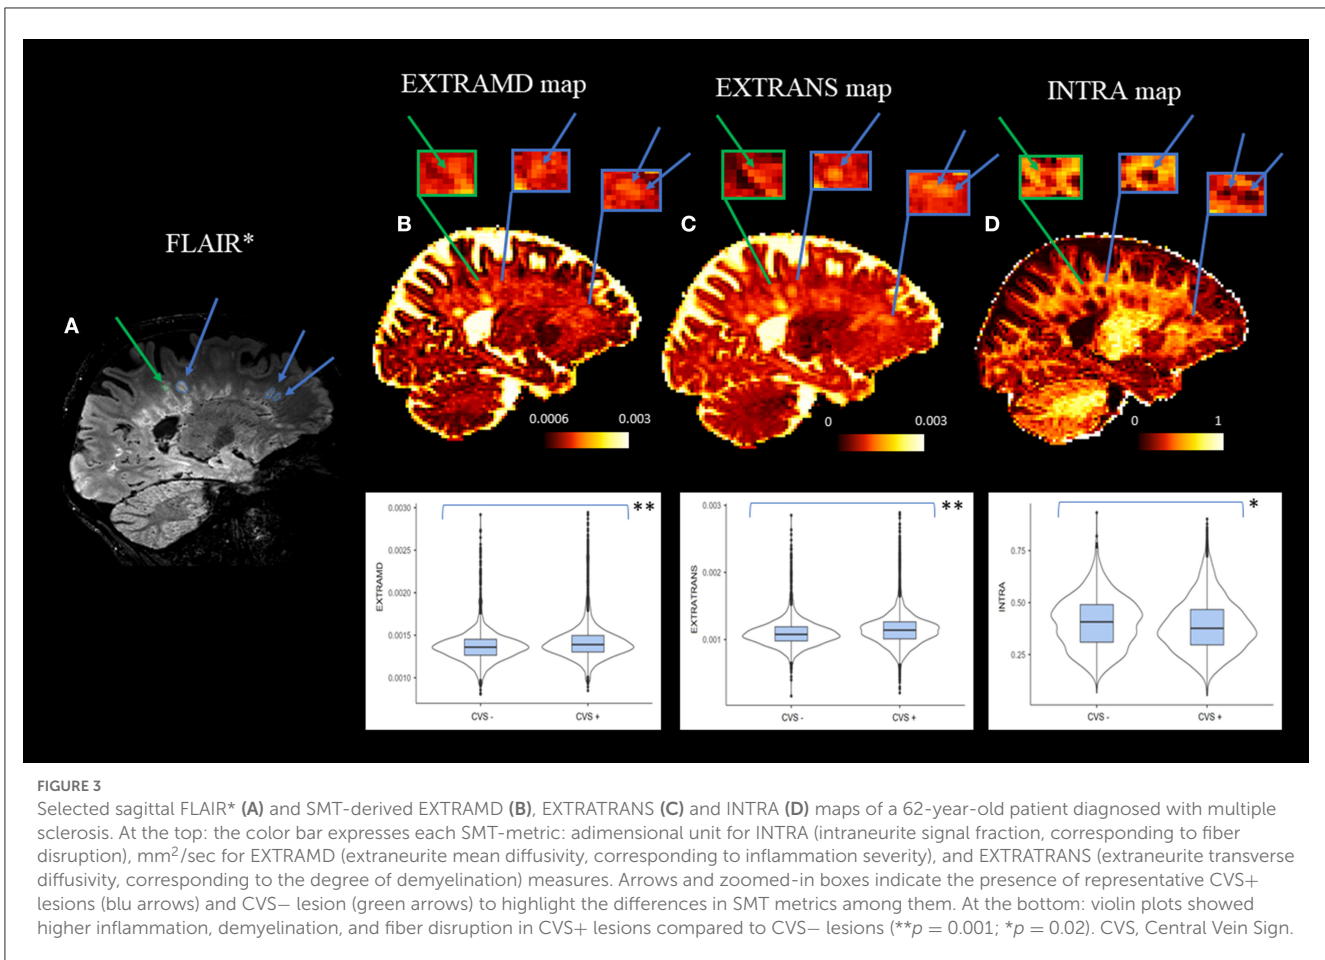 EXTRAMD map
EXTRANS map
INTRA map
FLAIR*
A
B
C
D
0.0006 0.003
0 0.003
0 1
**
0.0030
0.0025
0.0020
0.0015
0.0010
EXTRAMD
CVS - CVS +
**
0.003
0.002
0.001
EXTRATRANS
CVS - CVS +
*
0.75
0.50
0.25
INTRA
CVS - CVS +
FIGURE 3
Selected sagittal FLAIR* (A) and SMT-derived EXTRAMD (B), EXTRATRANS (C) and INTRA (D) maps of a 62-year-old patient diagnosed with multiple
sclerosis. At the top: the color bar expresses each SMT-metric: adimensional unit for INTRA (intraneurite signal fraction, corresponding to fiber
disruption), mm²/sec for EXTRAMD (extraneurite mean diffusivity, corresponding to inflammation severity), and EXTRATRANS (extraneurite transverse
diffusivity, corresponding to the degree of demyelination) measures. Arrows and zoomed-in boxes indicate the presence of representative CVS+
lesions (blu arrows) and CVS− lesion (green arrows) to highlight the differences in SMT metrics among them. At the bottom: violin plots showed
higher inflammation, demyelination, and fiber disruption in CVS+ lesions compared to CVS− lesions (**p = 0.001; *p = 0.02). CVS, Central Vein Sign.